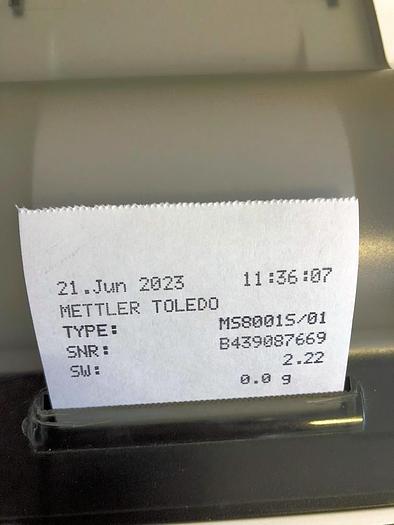 21.Jun 2023 11:36:07
METTLER TOLEDO
TYPE: MS8001S/01
SNR: B439087669
SW: 2.22
0.0 g